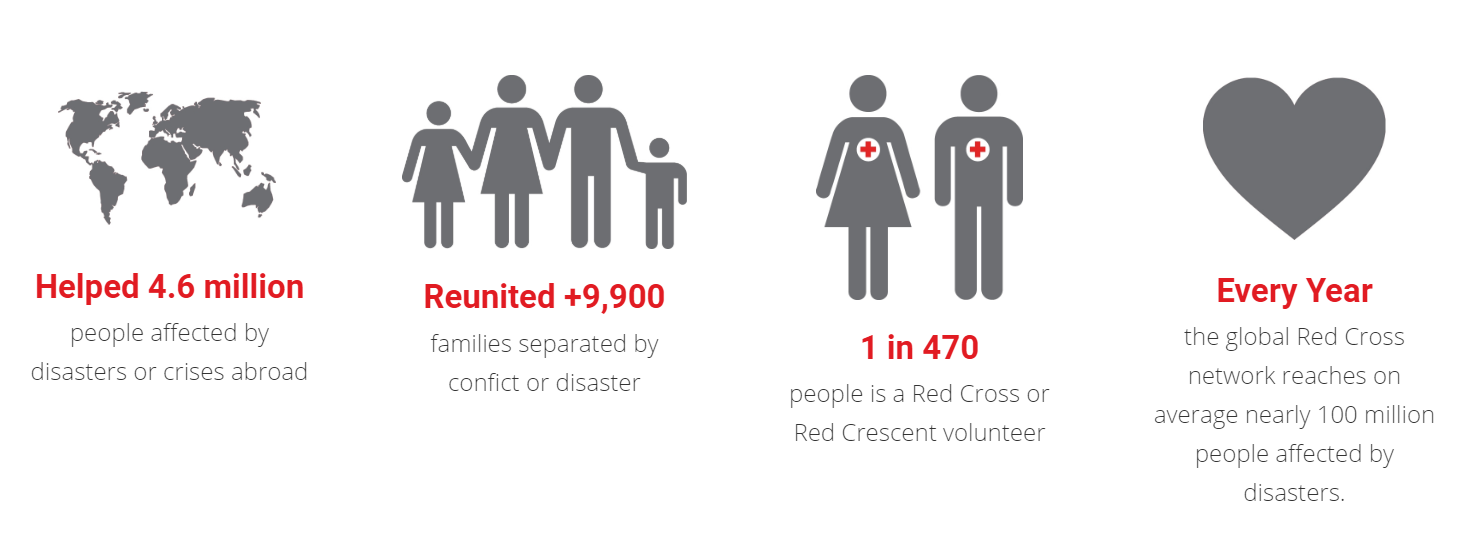 Helped 4.6 million
people affected by
disasters or crises abroad
Reunited +9,900
families separated by
confict or disaster
1 in 470
people is a Red Cross or
Red Crescent volunteer
Every Year
the global Red Cross
network reaches on
average nearly 100 million
people affected by
disasters.